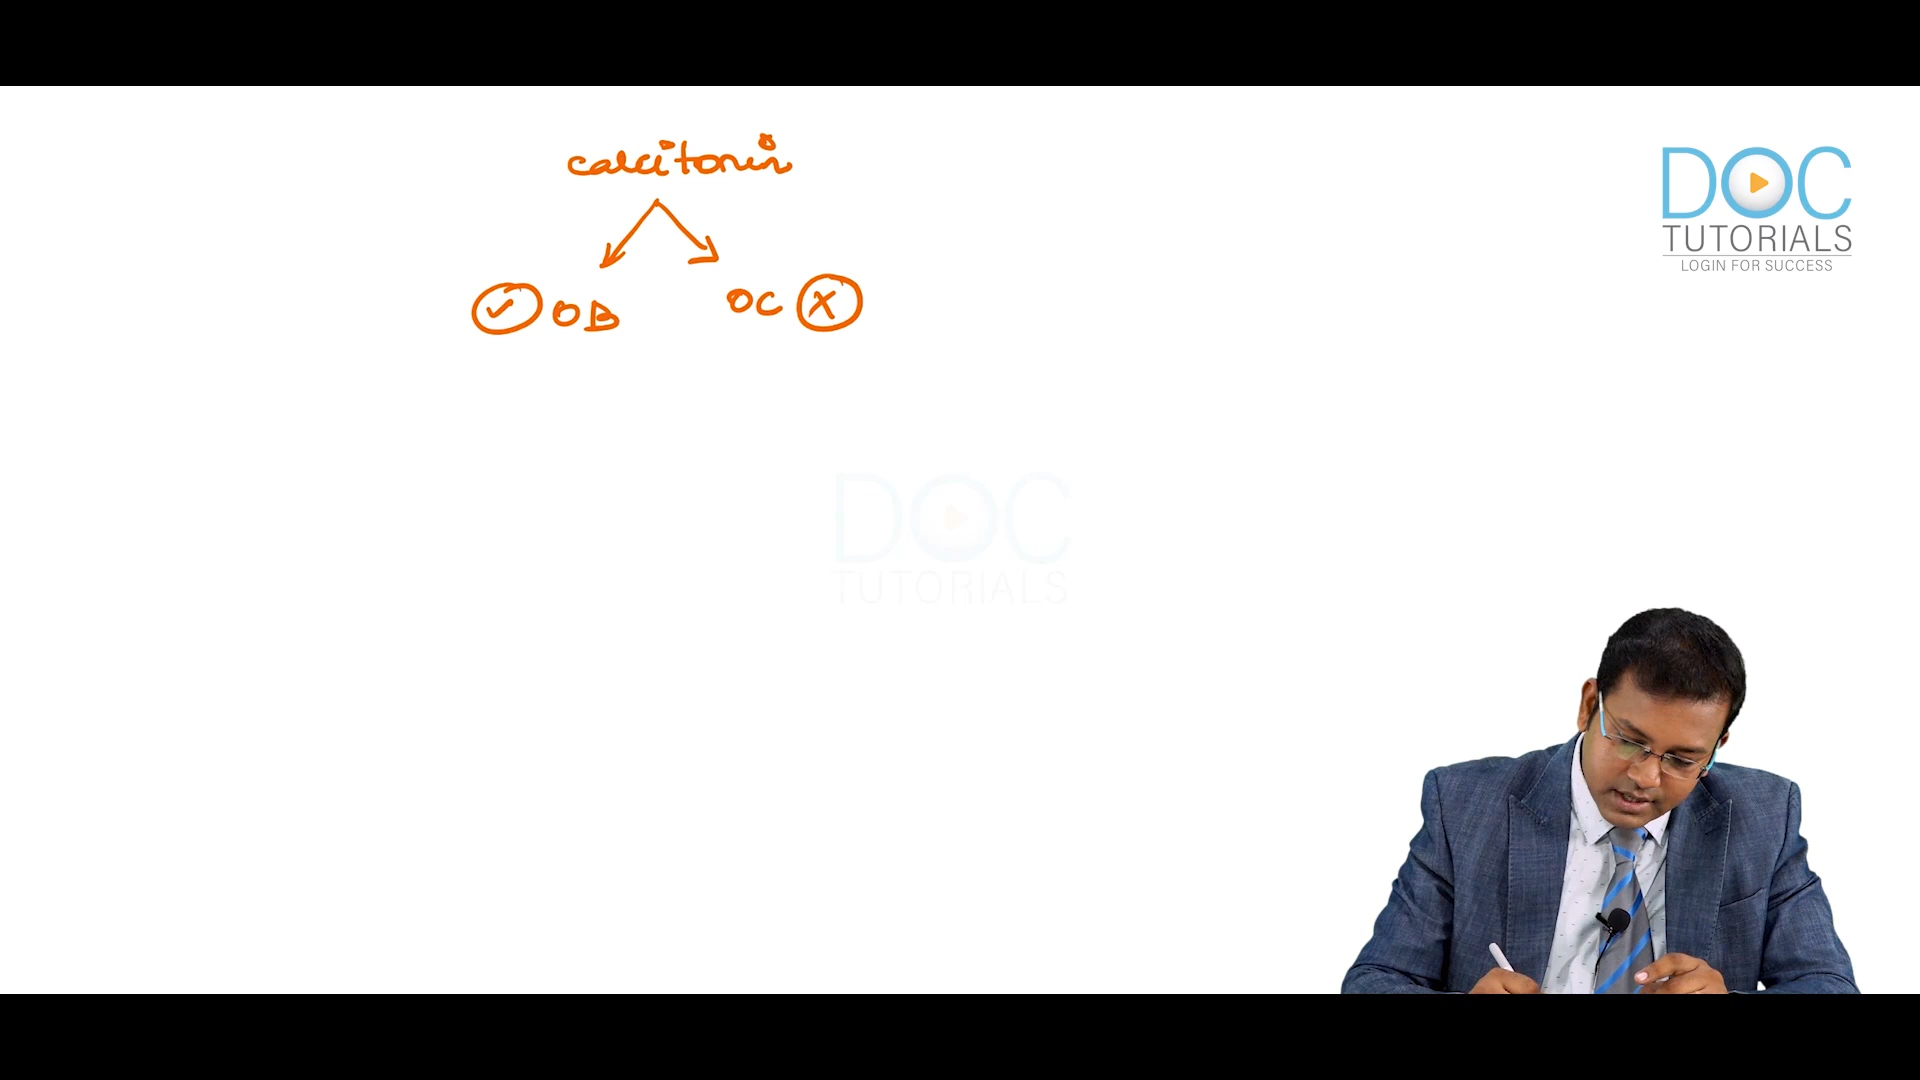 calcitonin
✓ OB OC X
DOC
TUTORIALS
LOGIN FOR SUCCESS
DOC
TUTORIALS